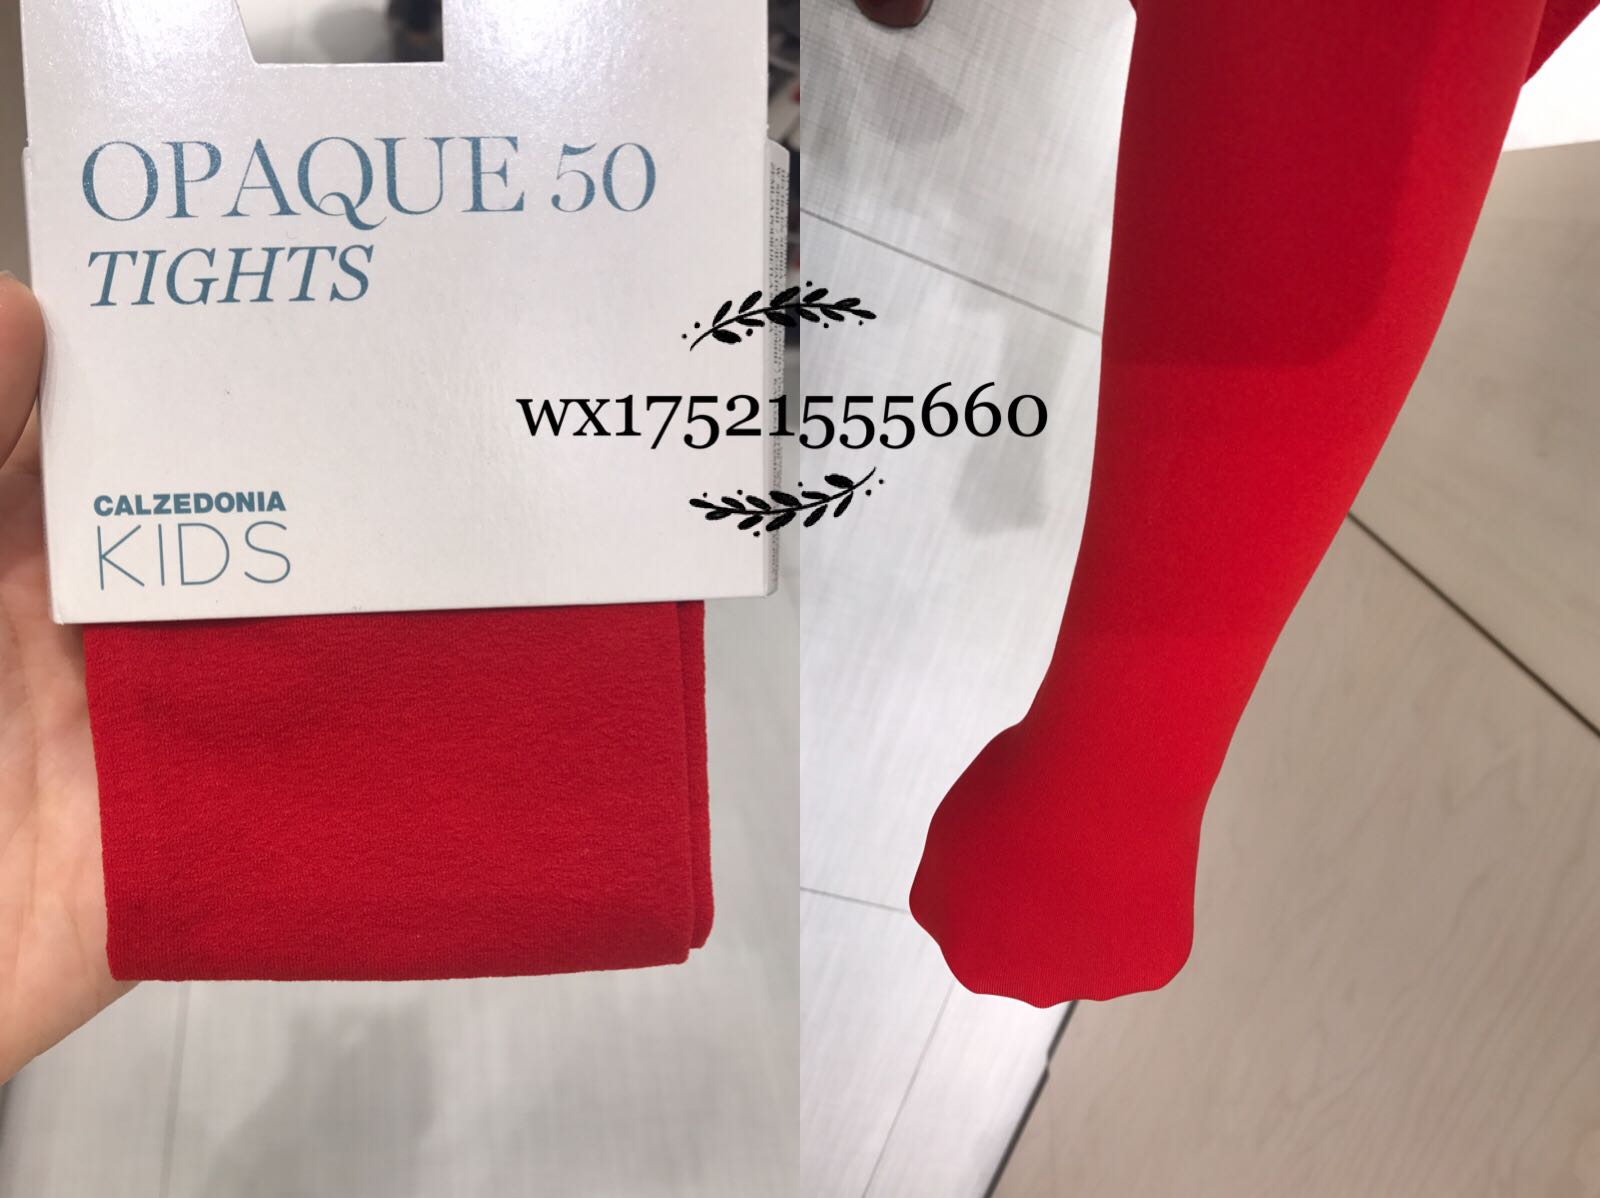 OPAQUE 50
TIGHTS
wx17521555660
CALZEDONIA
KIDS